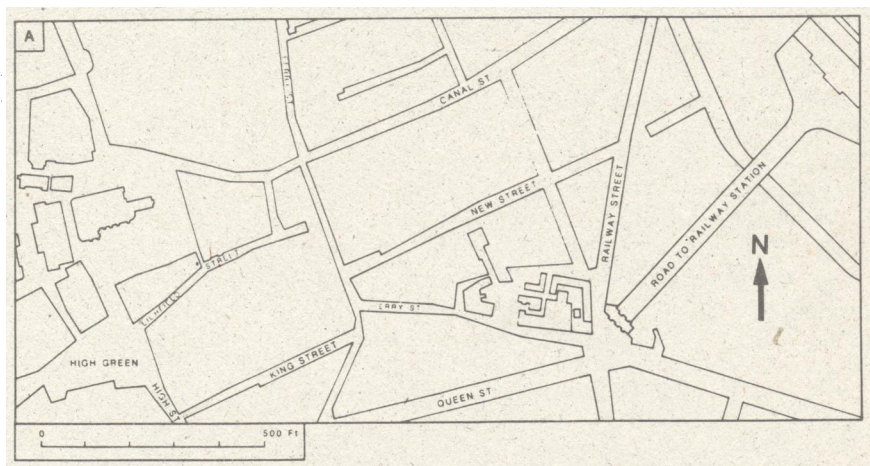 A
CANAL ST
NEW STREET
RAILWAY STREET
ROAD TO RAILWAY STATION
N
LICHFIELD STREET
ST
HIGH GREEN
KING STREET
HIGH ST
QUEEN ST.
0 500 Ft